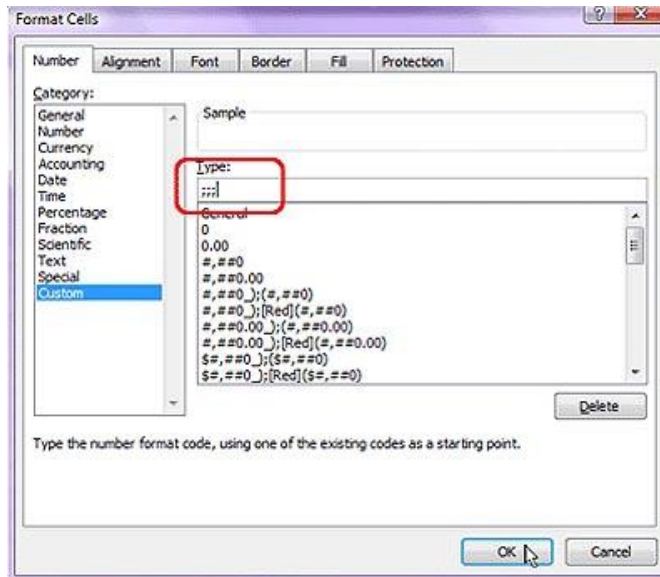 Format Cells
Number Alignment Font Border Fill Protection
Category:
General
Number
Currency
Accounting
Date
Time
Percentage
Fraction
Scientific
Text
Special
Custom
Sample
Type:
;;;
General
0
0.00
#,##0
#,##0.00
#,##0_);(#,##0)
#,##0_);[Red](#,##0)
#,##0.00_);(#,##0.00)
#,##0.00_);[Red](#,##0.00)
$#,##0_);($#,##0)
$#,##0_);[Red]($#,##0)
Delete
Type the number format code, using one of the existing codes as a starting point.
OK Cancel